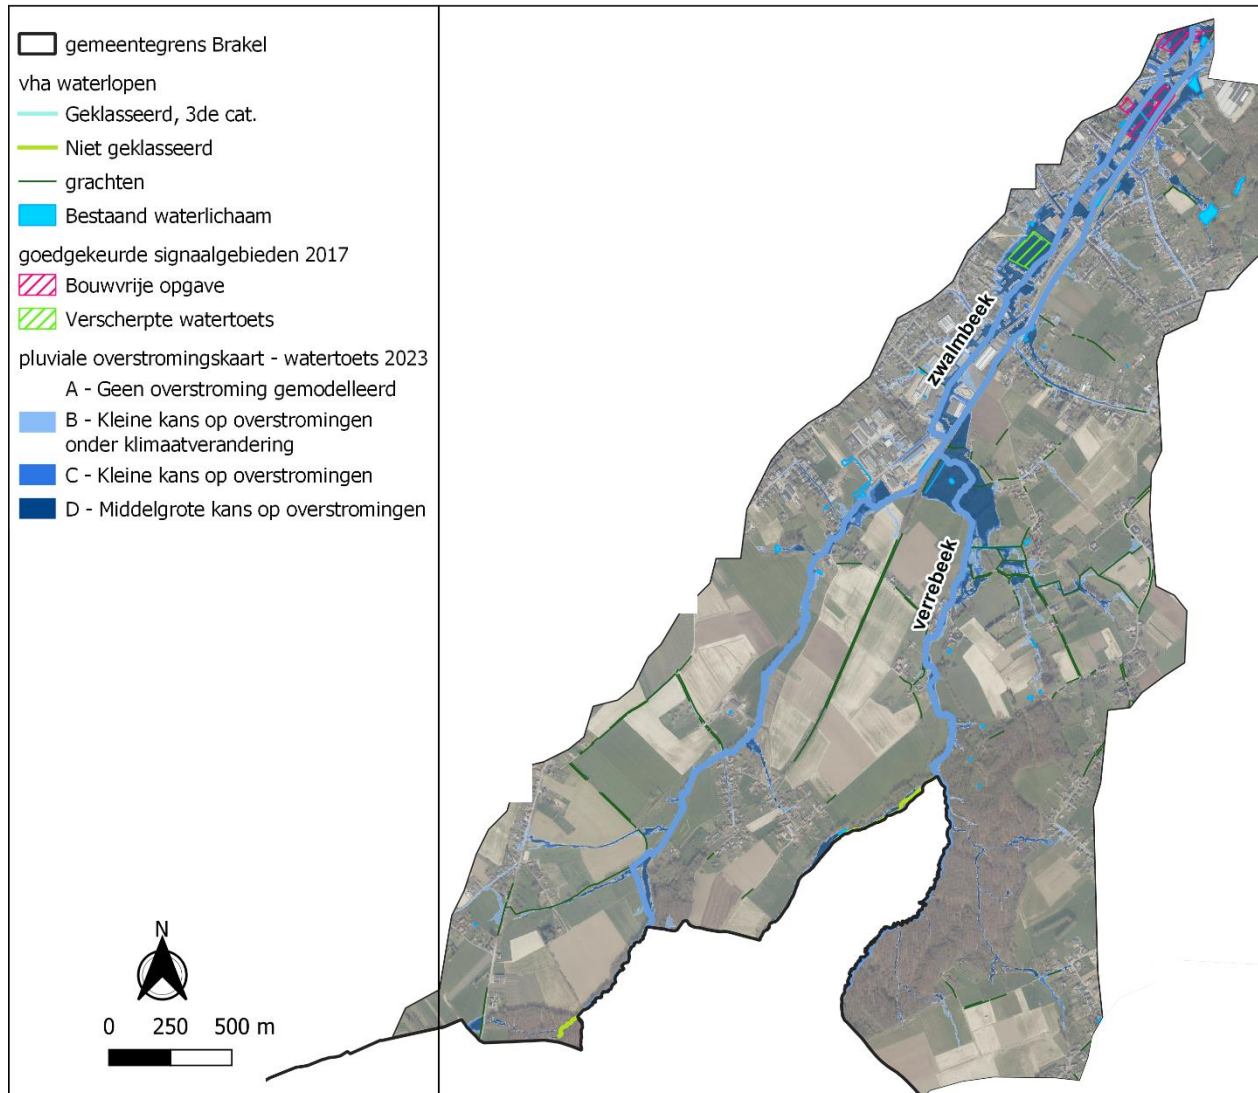 gemeentegrens Brakel
vha waterlopen
Geklasseerd, 3de cat.
Niet geklasseerd
grachten
Bestaand waterlichaam
goedgekeurde signaalgebieden 2017
Bouwvrije opgave
Verscherpte watertoets
pluviale overstromingskaart - watertoets 2023
A - Geen overstroming gemodelleerd
B - Kleine kans op overstromingen
onder klimaatverandering
C - Kleine kans op overstromingen
D - Middelgrote kans op overstromingen
zwalmbeek
verrebeek
N
0 250 500 m